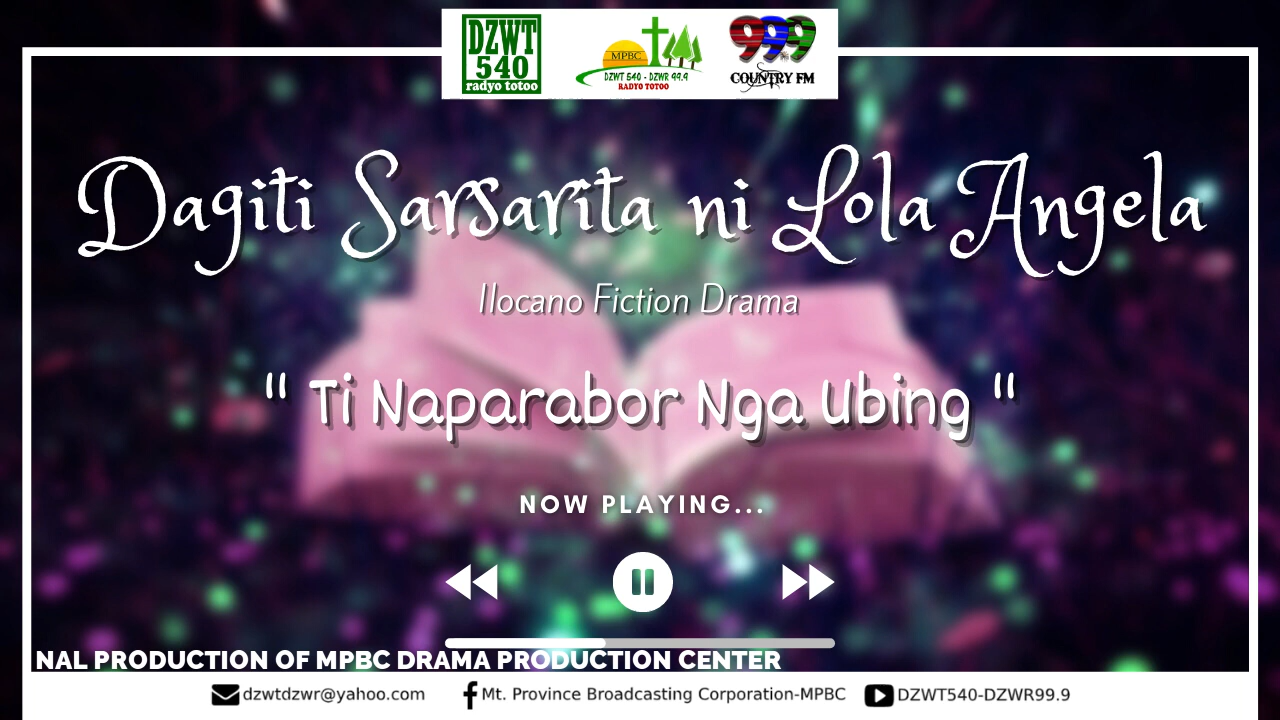 DZWT
540
radyo totoo
MPBC
DZWT 540 - DZWR 99.9
RADYO TOTOO
99.9
COUNTRY FM
Dagiti Sarsarita ni Lola Angela
Ilocano Fiction Drama
" Ti Naparabor Nga Ubing "
NOW PLAYING...
NAL PRODUCTION OF MPBC DRAMA PRODUCTION CENTER
dzwtdzwr@yahoo.com
Mt. Province Broadcasting Corporation-MPBC
DZWT540-DZWR99.9